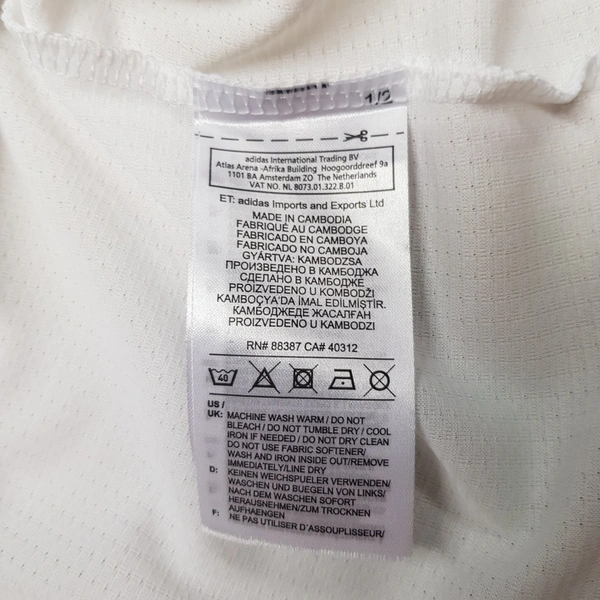 1/2
adidas International Trading BV
Atlas Arena -Afrika Building Hoogoorddreef 9a
1101 BA Amsterdam ZO The Netherlands
VAT NO. NL 8073.01.322.B.01
ET: adidas Imports and Exports Ltd
MADE IN CAMBODIA
FABRIQUÉ AU CAMBODGE
FABRICADO EN CAMBOYA
FABRICADO NO CAMBOJA
GYÁRTVA: KAMBODZSA
ПРОИЗВЕДЕНО В КАМБОДЖА
СДЕЛАНО В КАМБОДЖЕ
PROIZVEDENO U KOMBODŽI
KAMBOÇYA'DA İMAL EDİLMİŞTİR.
КАМБОДЖЕДЕ ЖАСАЛҒАН
PROIZVEDENO U KAMBODZI
RN# 88387 CA# 40312
40
US /
UK: MACHINE WASH WARM / DO NOT
BLEACH / DO NOT TUMBLE DRY / COOL
IRON IF NEEDED / DO NOT DRY CLEAN
DO NOT USE FABRIC SOFTENER/
WASH AND IRON INSIDE OUT/REMOVE
IMMEDIATELY/LINE DRY
D: KEINEN WEICHSPUELER VERWENDEN/
WASCHEN UND BUEGELN VON LINKS/
NACH DEM WASCHEN SOFORT
HERAUSNEHMEN/ZUM TROCKNEN
AUFHAENGEN
F: NE PAS UTILISER D'ASSOUPLISSEUR/